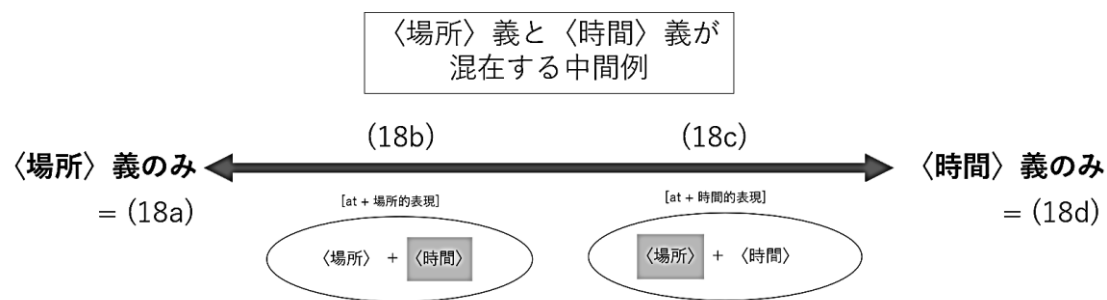 〈場所〉義と〈時間〉義が
混在する中間例
(18b)
(18c)
〈場所〉義のみ
= (18a)
〈時間〉義のみ
= (18d)
[at + 場所的表現]
[at + 時間的表現]
〈場所〉 + 〈時間〉
〈場所〉 + 〈時間〉